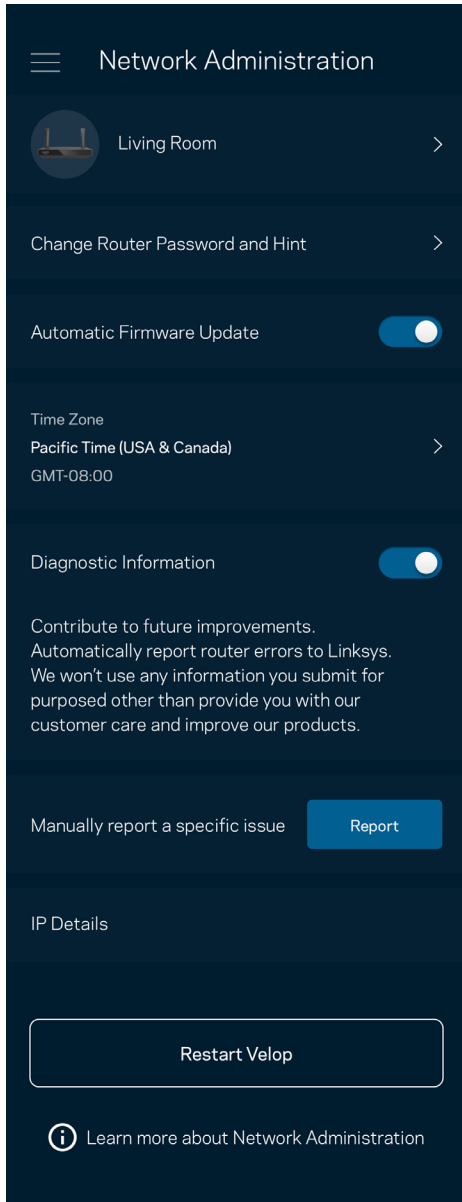 Network Administration
Living Room
Change Router Password and Hint
Automatic Firmware Update
Time Zone
Pacific Time (USA & Canada)
GMT-08:00
Diagnostic Information
Contribute to future improvements.
Automatically report router errors to Linksys.
We won't use any information you submit for
purposed other than provide you with our
customer care and improve our products.
Manually report a specific issue
Report
IP Details
Restart Velop
Learn more about Network Administration